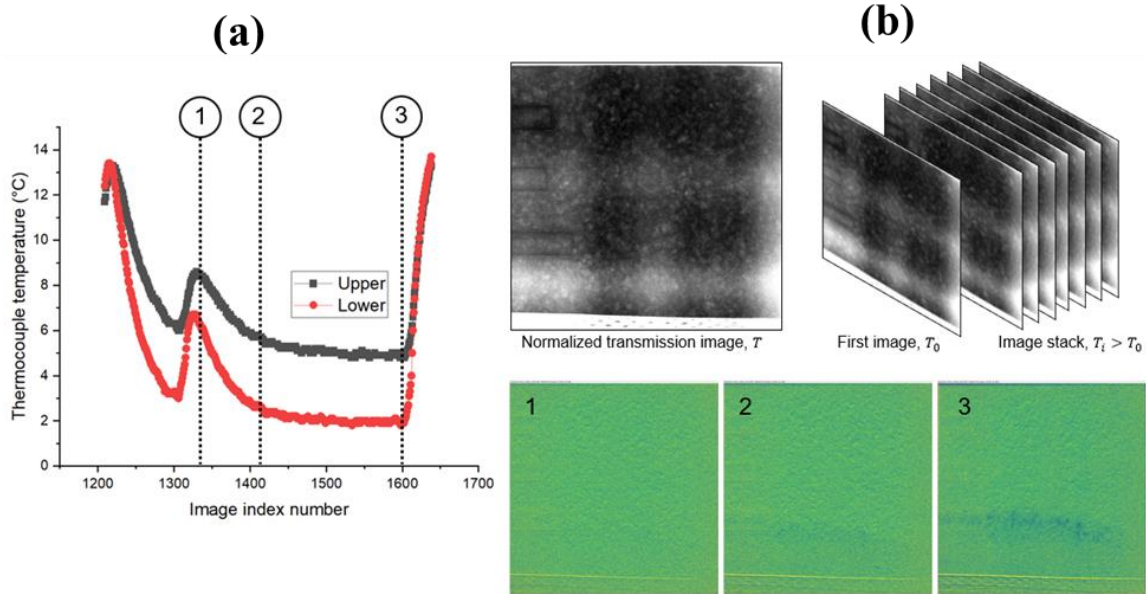 (a)
1
2
3
Thermocouple temperature (°C)
14
12
10
8
6
4
2
0
Upper
Lower
1200
1300
1400
1500
1600
1700
Image index number
(b)
Normalized transmission image, T
First image, T₀
Image stack, Tᵢ > T₀
1
2
3